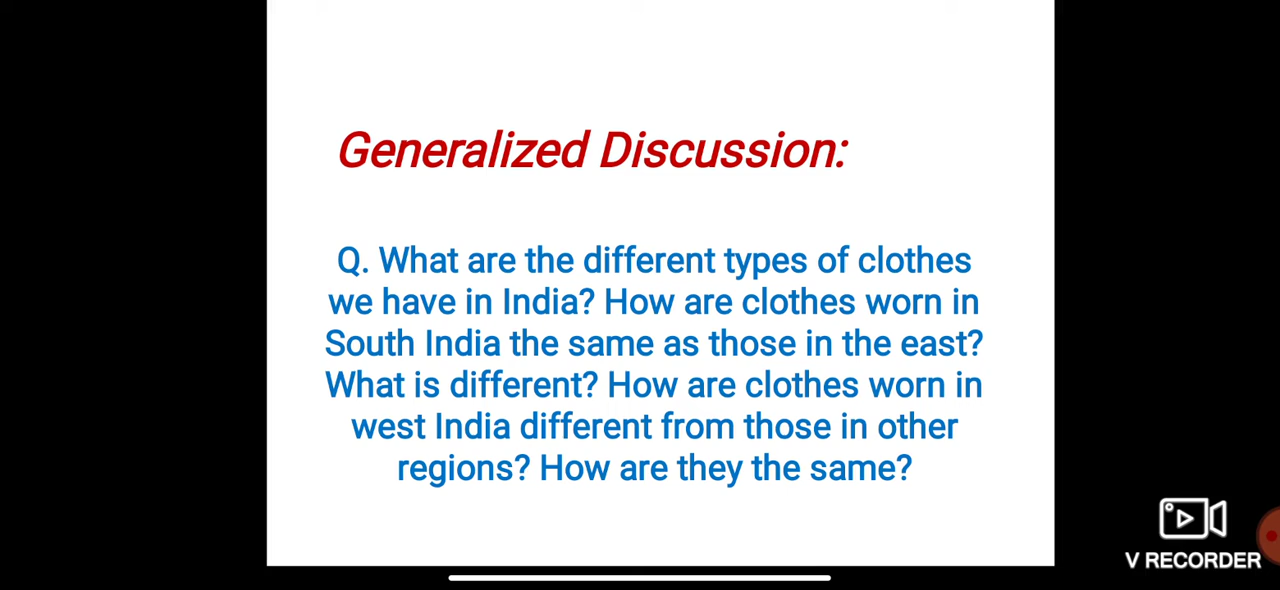 Generalized Discussion:
Q. What are the different types of clothes
we have in India? How are clothes worn in
South India the same as those in the east?
What is different? How are clothes worn in
west India different from those in other
regions? How are they the same?
V RECORDER